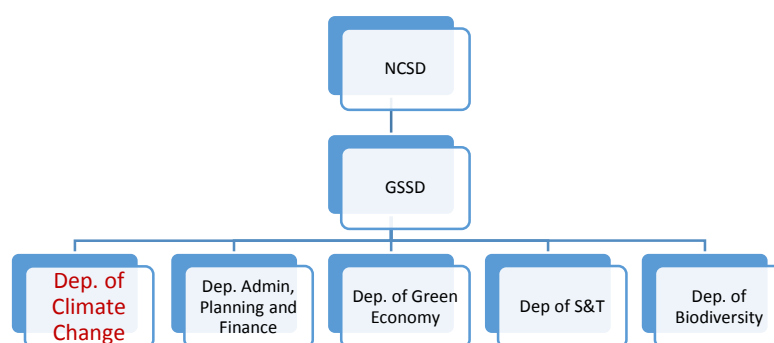 NCSD
GSSD
Dep. of
Climate
Change
Dep. Admin,
Planning and
Finance
Dep. of Green
Economy
Dep of S&T
Dep. of
Biodiversity